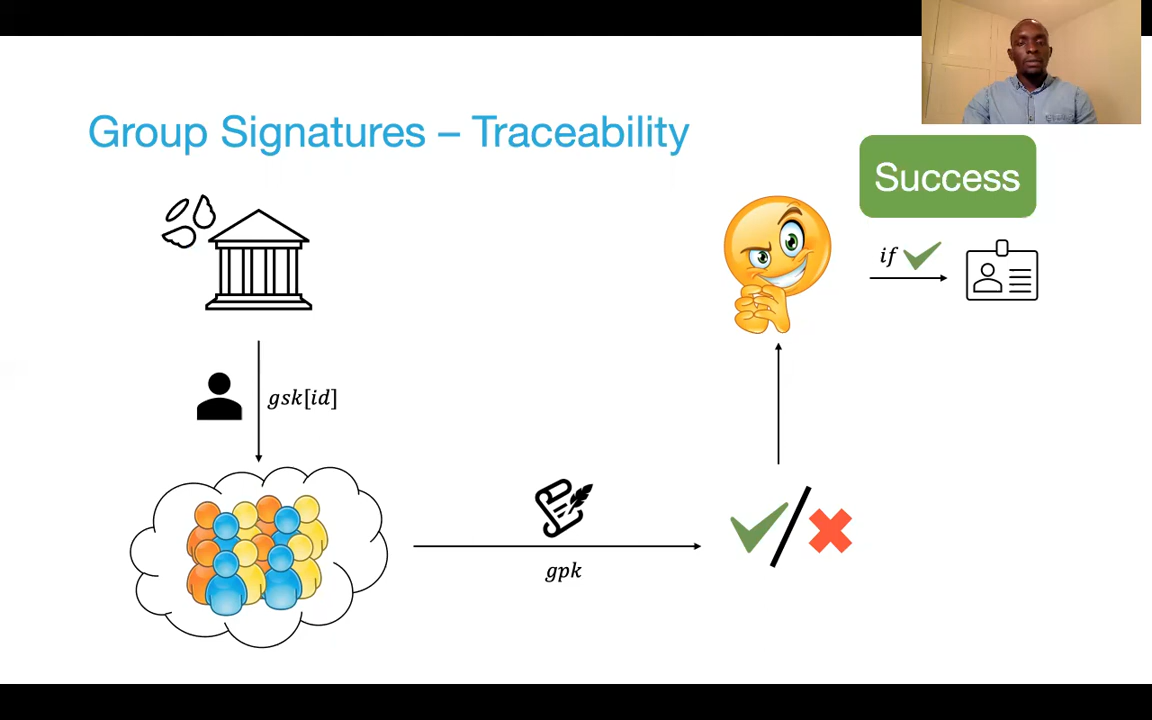 Group Signatures – Traceability
Success
if
gsk[id]
gpk